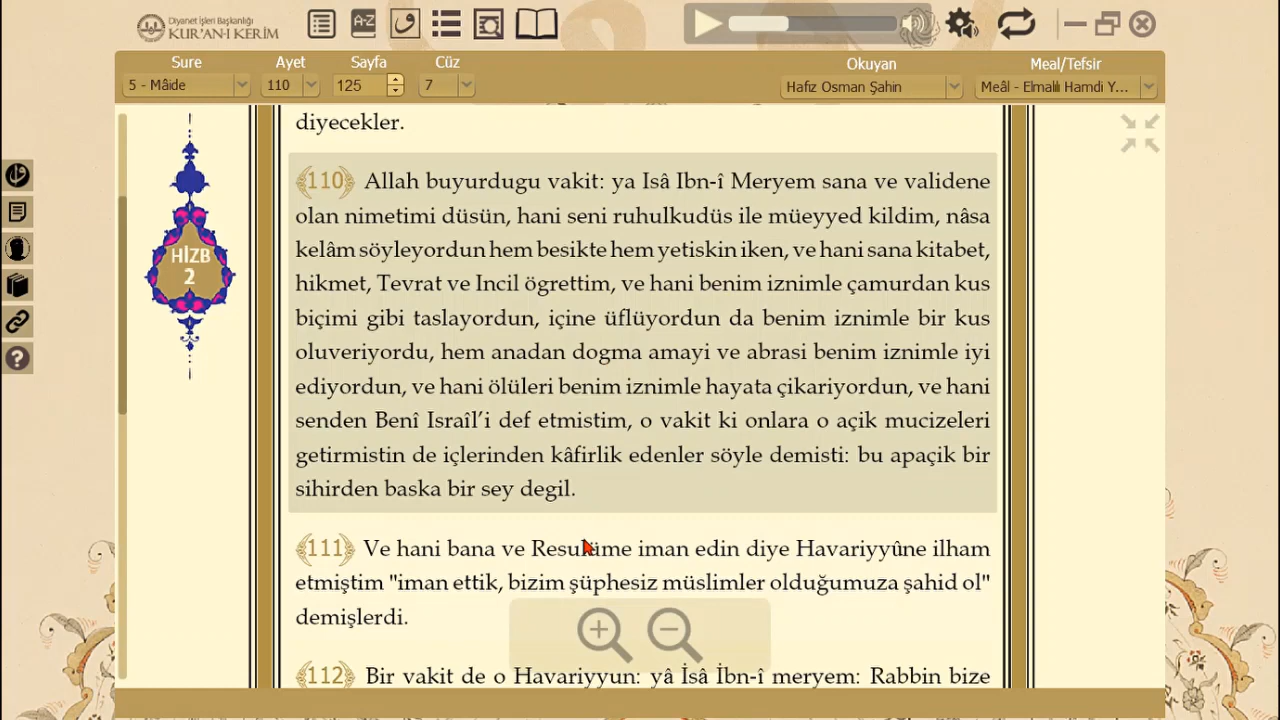 Diyanet İşleri Başkanlığı
KUR'AN-I KERİM
A-Z
Sure Ayet Sayfa Cüz Okuyan Meal/Tefsir
5 - Mâide 110 125 7 Hafız Osman Şahin Meâl - Elmalılı Hamdi Y...
diyecekler.
HİZB
2
﴾110﴿ Allah buyurdugu vakit: ya Isâ Ibn-î Meryem sana ve validene
olan nimetimi düsün, hani seni ruhulkudüs ile müeyyed kildim, nâsa
kelâm söyleyordun hem besikte hem yetiskin iken, ve hani sana kitabet,
hikmet, Tevrat ve Incil ögrettim, ve hani benim iznimle çamurdan kus
biçimi gibi taslayordun, içine üflüyordun da benim iznimle bir kus
oluveriyordu, hem anadan dogma amayi ve abrasi benim iznimle iyi
ediyordun, ve hani ölüleri benim iznimle hayata çikariyordun, ve hani
senden Benî Israîl'i def etmistim, o vakit ki onlara o açik mucizeleri
getirmistin de içlerinden kâfirlik edenler söyle demisti: bu apaçik bir
sihirden baska bir sey degil.
﴾111﴿ Ve hani bana ve Resulüme iman edin diye Havariyyûne ilham
etmiştim "iman ettik, bizim şüphesiz müslimler olduğumuza şahid ol"
demişlerdi.
﴾112﴿ Bir vakit de o Havariyyun: yâ İsâ İbn-î meryem: Rabbin bize